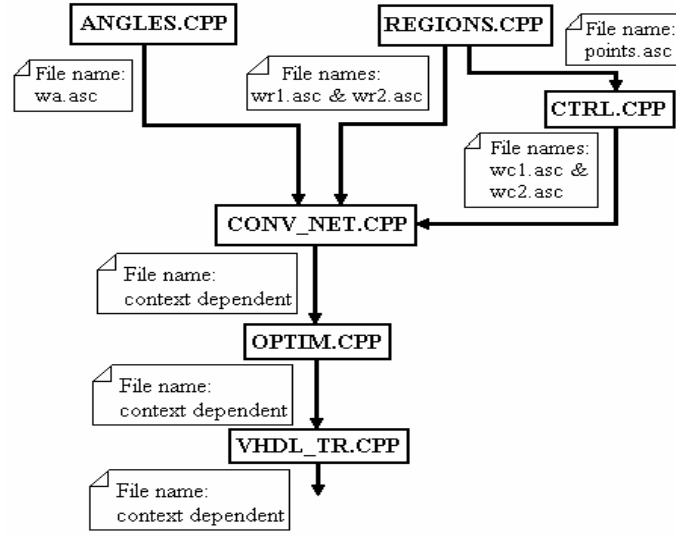 ANGLES.CPP
REGIONS.CPP
File name:
points.asc
File name:
wa.asc
File names:
wr1.asc & wr2.asc
CTRL.CPP
File names:
wc1.asc &
wc2.asc
CONV_NET.CPP
File name:
context dependent
OPTIM.CPP
File name:
context dependent
VHDL_TR.CPP
File name:
context dependent